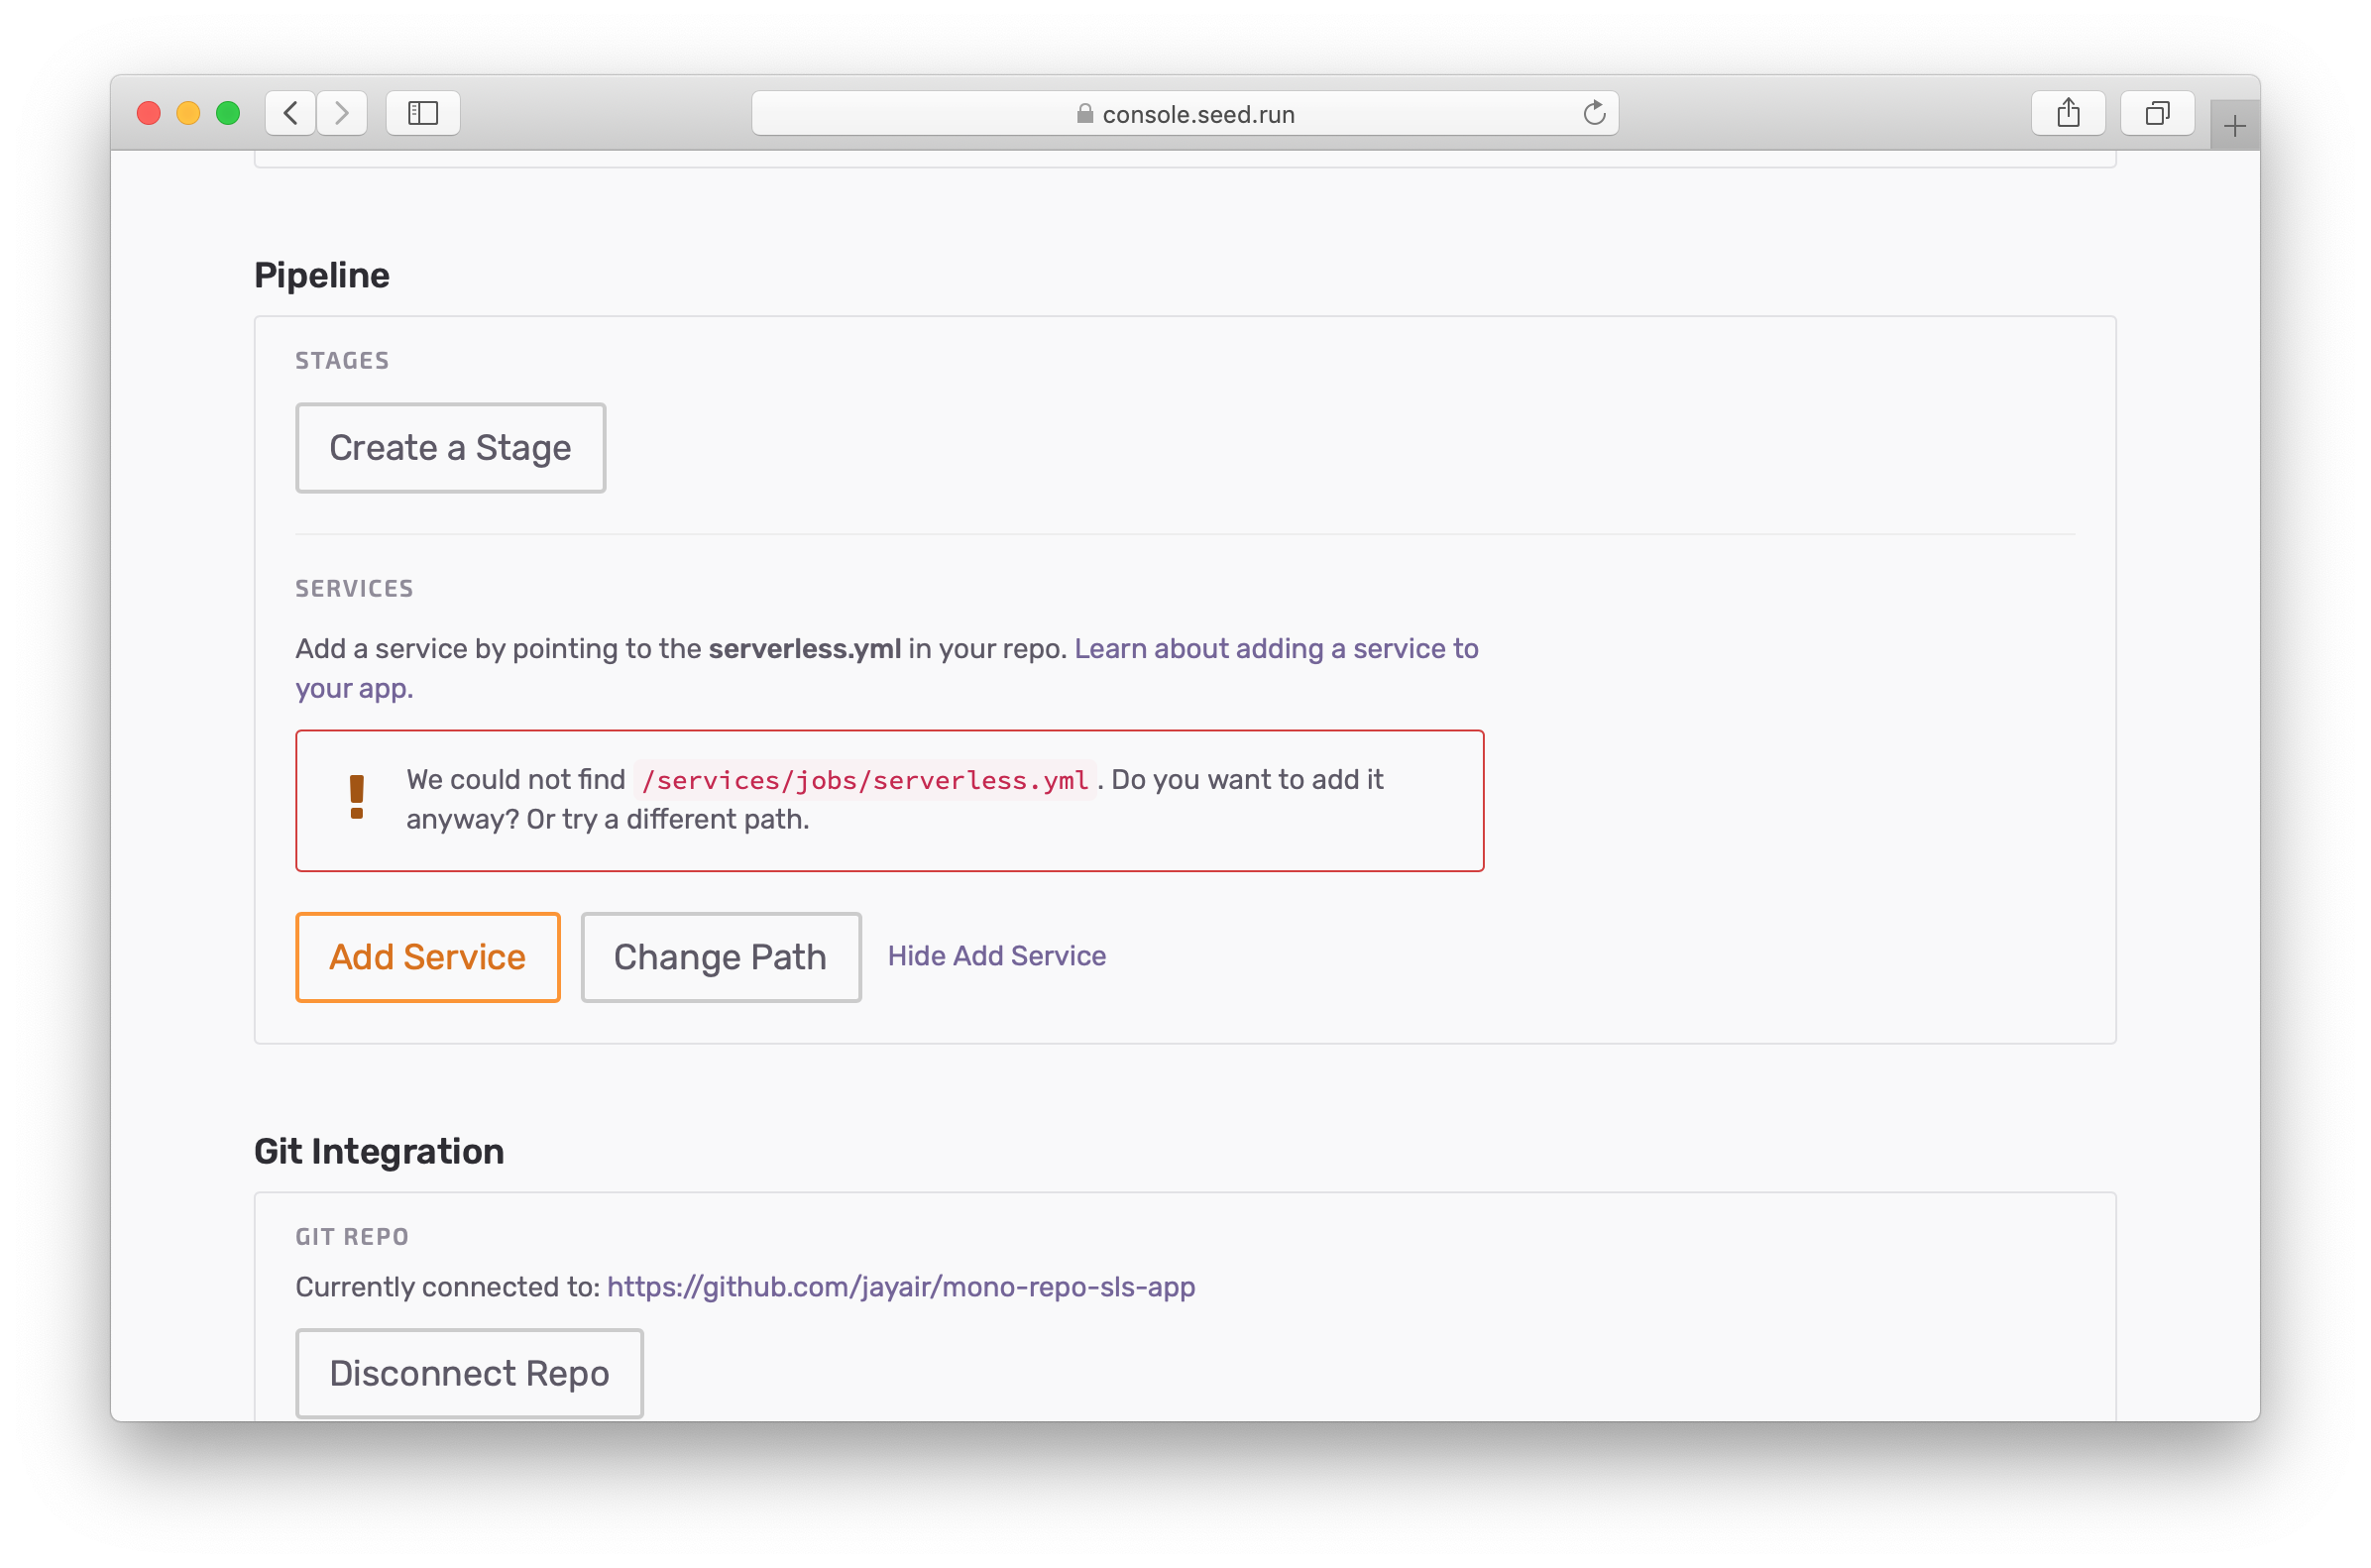 console.seed.run
Pipeline
STAGES
Create a Stage
SERVICES
Add a service by pointing to the serverless.yml in your repo. Learn about adding a service to
your app.
We could not find /services/jobs/serverless.yml. Do you want to add it
anyway? Or try a different path.
Add Service Change Path Hide Add Service
Git Integration
GIT REPO
Currently connected to: https://github.com/jayair/mono-repo-sls-app
Disconnect Repo